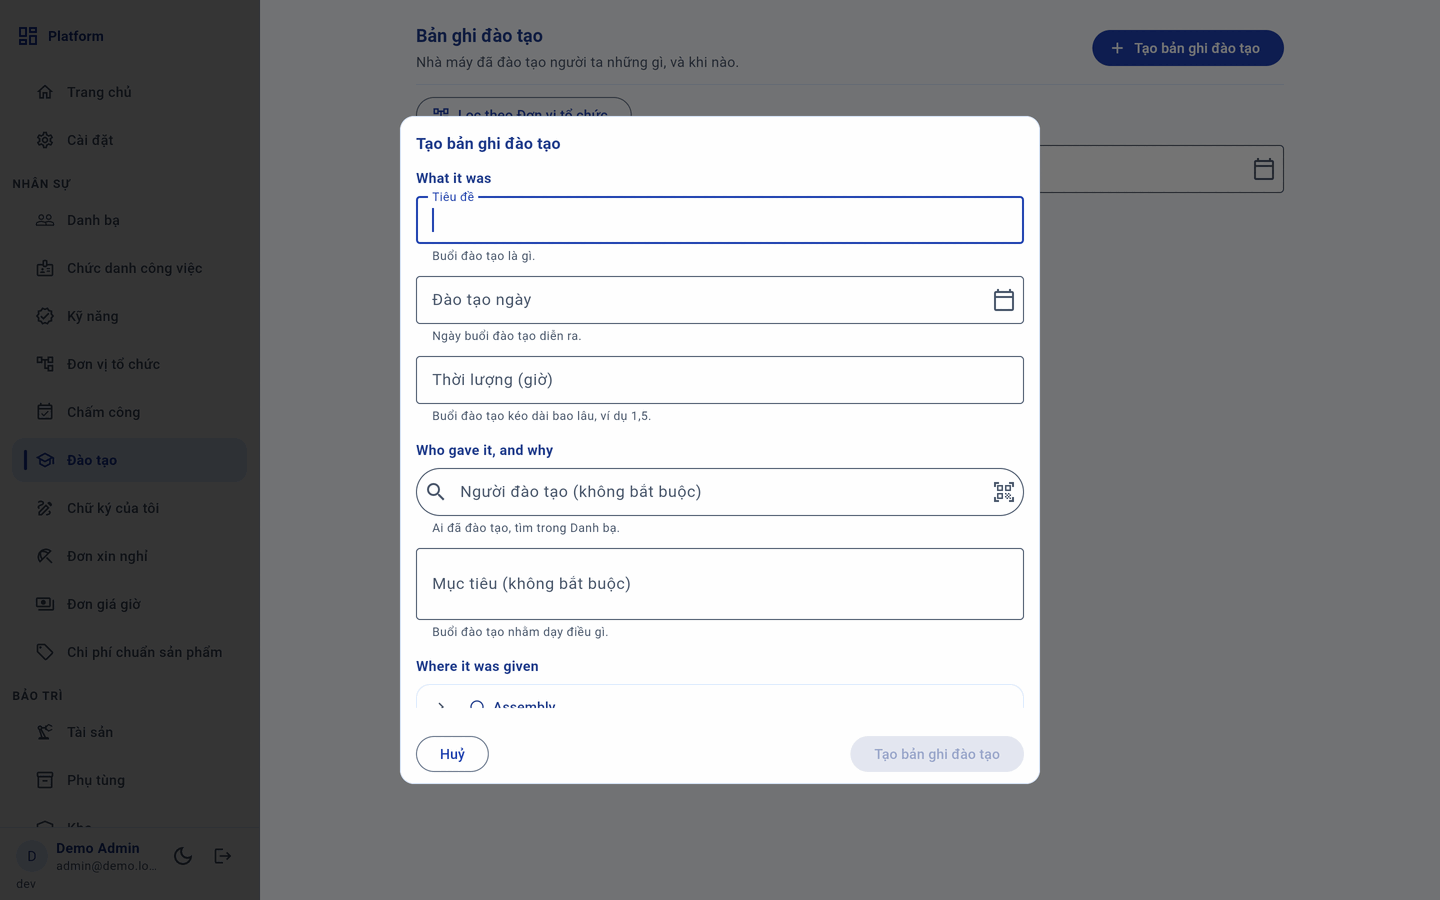 Platform
Trang chủ
Cài đặt
NHÂN SỰ
Danh bạ
Chức danh công việc
Kỹ năng
Đơn vị tổ chức
Chấm công
Đào tạo
Chữ ký của tôi
Đơn xin nghỉ
Đơn giá giờ
Chi phí chuẩn sản phẩm
BẢO TRÌ
Tài sản
Phụ tùng
Kho
D
Demo Admin
admin@demo.lo...
dev
Bản ghi đào tạo
Nhà máy đã đào tạo người ta những gì, và khi nào.
Tạo bản ghi đào tạo
Lọc theo Đơn vị tổ chức
Tạo bản ghi đào tạo
What it was
Tiêu đề
Buổi đào tạo là gì.
Đào tạo ngày
Ngày buổi đào tạo diễn ra.
Thời lượng (giờ)
Buổi đào tạo kéo dài bao lâu, ví dụ 1,5.
Who gave it, and why
Người đào tạo (không bắt buộc)
Ai đã đào tạo, tìm trong Danh bạ.
Mục tiêu (không bắt buộc)
Buổi đào tạo nhằm dạy điều gì.
Where it was given
Assembly
Huỷ
Tạo bản ghi đào tạo